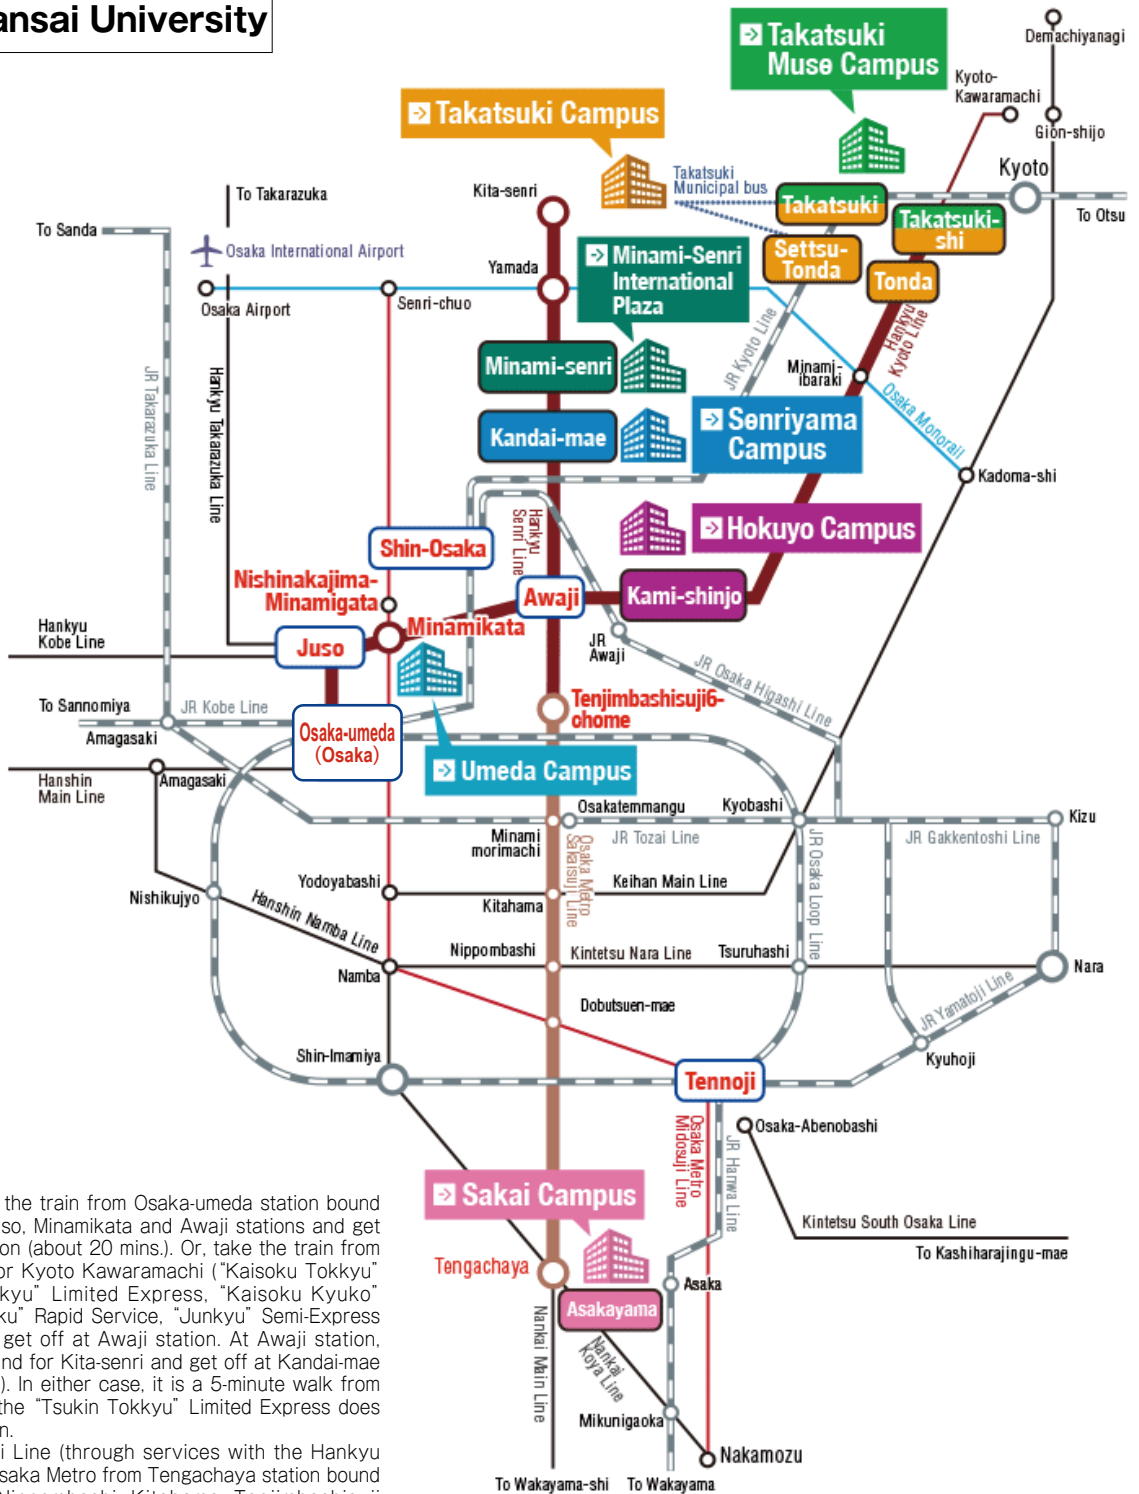 ansai University
Takatsuki
Muse Campus
Demachiyanagi
Kyoto-
Kawaramachi
Takatsuki Campus
Gion-shijo
Kyoto
Takatsuki
Municipal bus
To Takarazuka
Kita-senri
Takatsuki
Takatsuki-
shi
To Otsu
To Sanda
Osaka International Airport
Settsu-
Tonda
Minami-Senri
International
Plaza
Yamada
Tonda
Osaka Airport
Senri-chuo
Hankyu
Kyoto Line
JR Kyoto Line
Minami-senri
Minami-
ibaraki
JR Takarazuka Line
Hankyu Takarazuka Line
Osaka Monorail
Kandai-mae
Senriyama
Campus
Kadoma-shi
Hankyu
Senri Line
Hokuyo Campus
Shin-Osaka
Nishinakajima-
Minamigata
Awaji
Kami-shinjo
Hankyu
Kobe Line
Minamikata
Juso
JR
Awaji
JR Osaka Higashi Line
To Sannomiya
JR Kobe Line
Tenjimbashisuji6-
chome
Amagasaki
Osaka-umeda
(Osaka)
Umeda Campus
Hanshin
Main Line
Amagasaki
Osakatemmangu
Kyobashi
Kizu
Minami
morimachi
JR Tozai Line
JR Gakkentoshi Line
Osaka Metro
Sakaisuji Line
JR Osaka Loop Line
Yodoyabashi
Keihan Main Line
Nishikujyo
Kitahama
Hanshin Namba Line
Nippombashi
Kintetsu Nara Line
Tsuruhashi
Namba
Nara
Dobutsuen-mae
JR Yamatoji Line
Shin-Imamiya
Kyuhoji
Tennoji
Osaka Metro
Midosuji Line
JR Hanwa Line
Osaka-Abenobashi
Sakai Campus
Kintetsu South Osaka Line
To Kashiharajingu-mae
Tengachaya
Asaka
Asakayama
Nankai Main Line
Nankai
Koya Line
Mikunigaoka
Nakamozu
To Wakayama-shi
To Wakayama
the train from Osaka-umeda station bound
so, Minamikata and Awaji stations and get
on (about 20 mins.). Or, take the train from
or Kyoto Kawaramachi (“Kaisoku Tokkyu”
kyu” Limited Express, “Kaisoku Kyuko”
ku” Rapid Service, “Junkyu” Semi-Express
get off at Awaji station. At Awaji station,
nd for Kita-senri and get off at Kandai-mae
). In either case, it is a 5-minute walk from
the “Tsukin Tokkyu” Limited Express does
n.
i Line (through services with the Hankyu
saka Metro from Tengachaya station bound